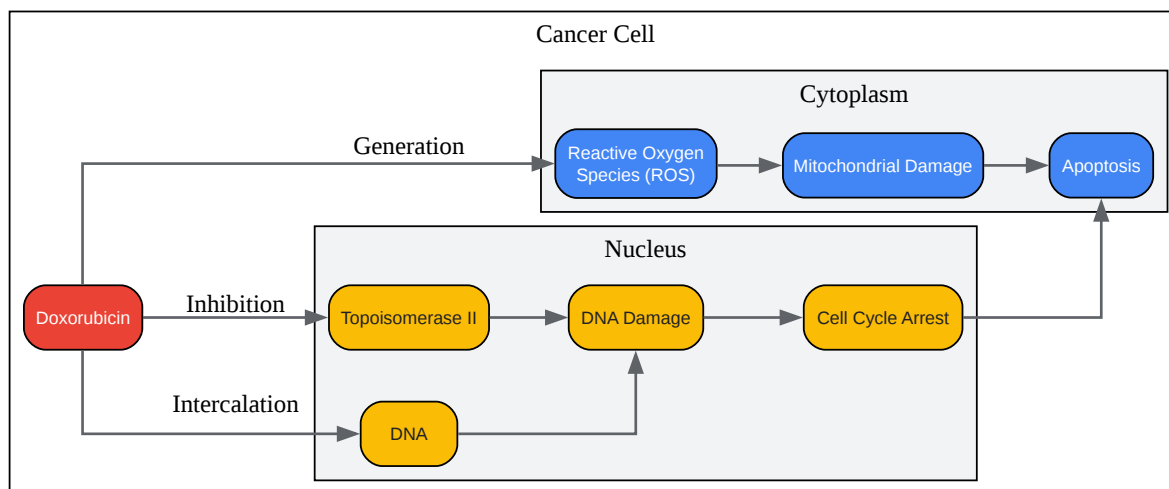 Cancer Cell
Cytoplasm
Generation
Reactive Oxygen
Species (ROS)
Mitochondrial Damage
Apoptosis
Nucleus
Doxorubicin
Inhibition
Topoisomerase II
DNA Damage
Cell Cycle Arrest
Intercalation
DNA